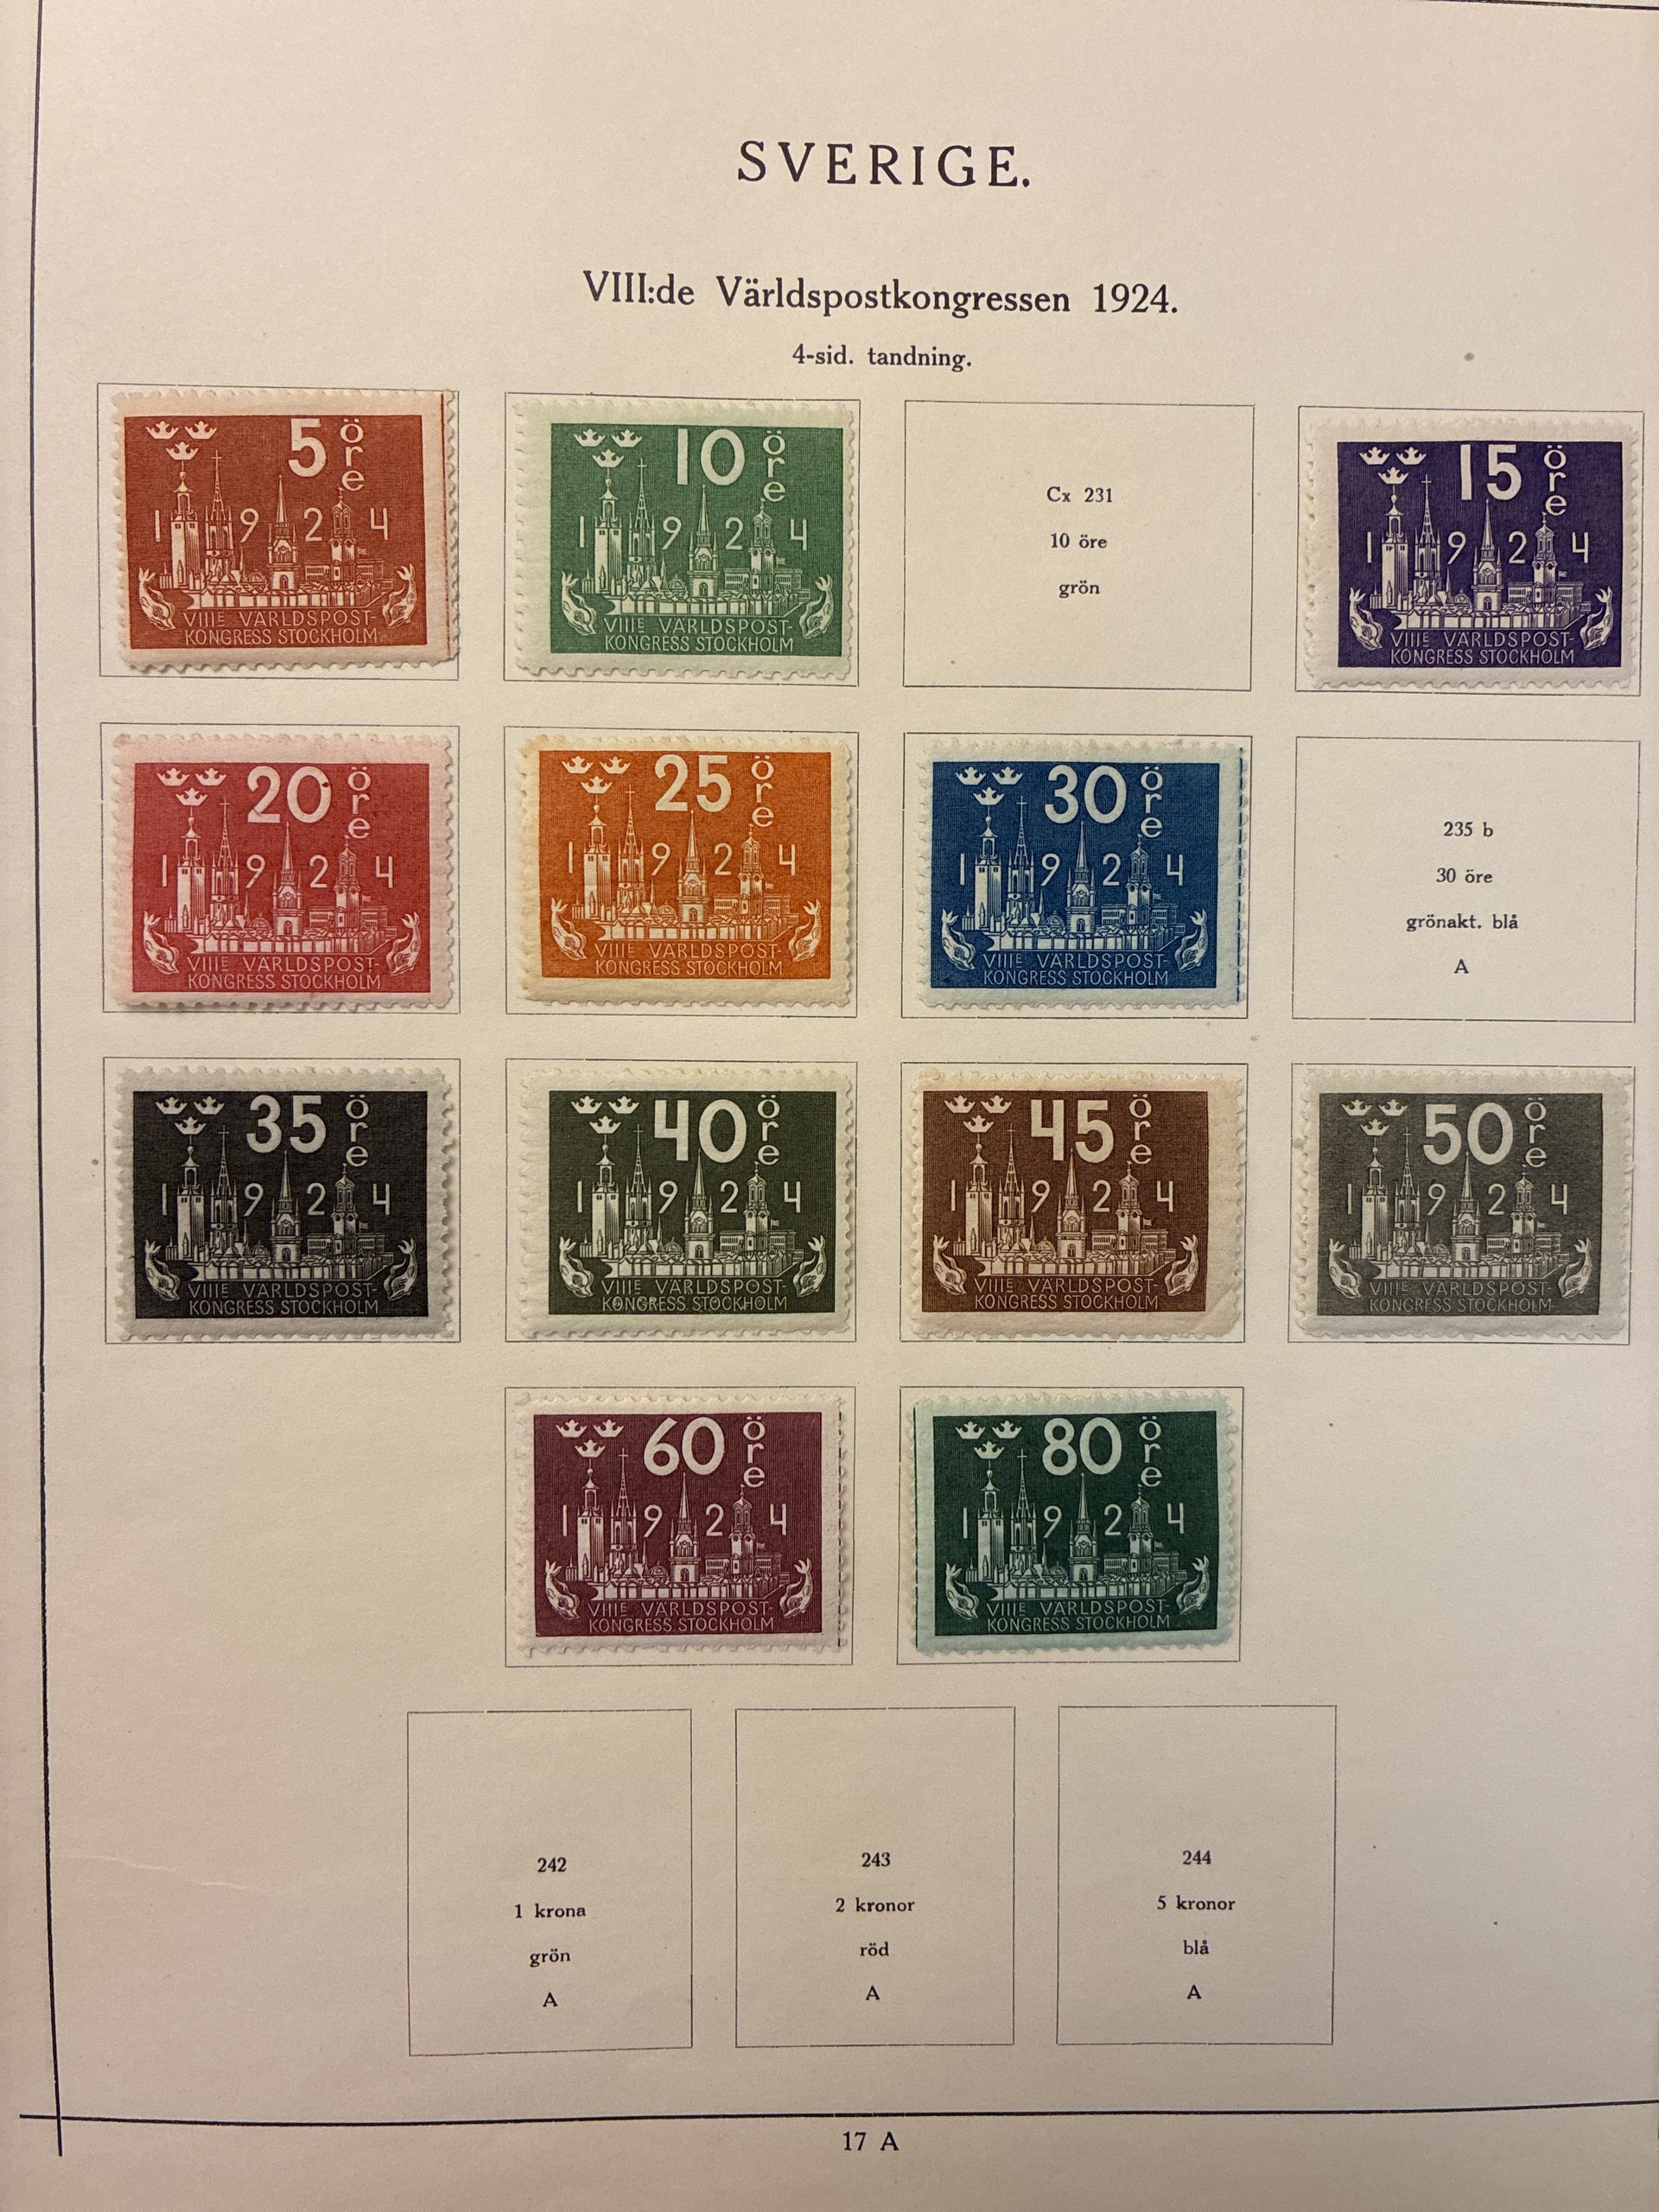 SVERIGE.
VIII:de Världspostkongressen 1924.
4-sid. tandning.
5 öre
1924
VIIIE VÄRLDSPOST-
KONGRESS STOCKHOLM
10 öre
1924
VIIIE VÄRLDSPOST-
KONGRESS STOCKHOLM
Cx 231
10 öre
grön
15 öre
1924
VIIIE VÄRLDSPOST-
KONGRESS STOCKHOLM
20 öre
1924
VIIIE VÄRLDSPOST-
KONGRESS STOCKHOLM
25 öre
1924
VIIIE VÄRLDSPOST-
KONGRESS STOCKHOLM
30 öre
1924
VIIIE VÄRLDSPOST-
KONGRESS STOCKHOLM
235 b
30 öre
grönakt. blå
A
35 öre
1924
VIIIE VÄRLDSPOST-
KONGRESS STOCKHOLM
40 öre
1924
VIIIE VÄRLDSPOST-
KONGRESS STOCKHOLM
45 öre
1924
VIIIE VÄRLDSPOST-
KONGRESS STOCKHOLM
50 öre
1924
VIIIE VÄRLDSPOST-
KONGRESS STOCKHOLM
60 öre
1924
VIIIE VÄRLDSPOST-
KONGRESS STOCKHOLM
80 öre
1924
VIIIE VÄRLDSPOST-
KONGRESS STOCKHOLM
242
1 krona
grön
A
243
2 kronor
röd
A
244
5 kronor
blå
A
17 A